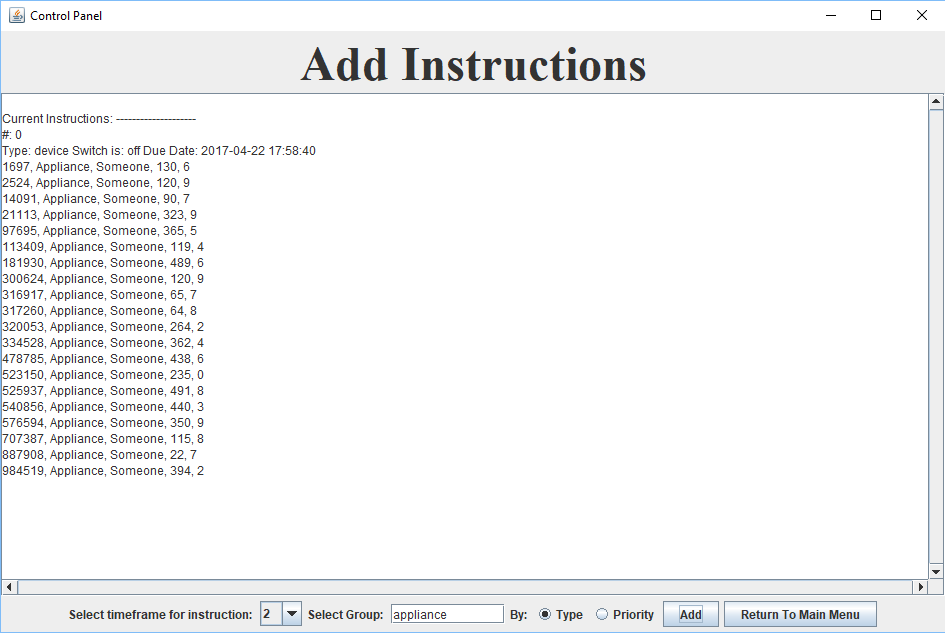 Control Panel
Add Instructions
Current Instructions: --------------------
#: 0
Type: device Switch is: off Due Date: 2017-04-22 17:58:40
1697, Appliance, Someone, 130, 6
2524, Appliance, Someone, 120, 9
14091, Appliance, Someone, 90, 7
21113, Appliance, Someone, 323, 9
97695, Appliance, Someone, 365, 5
113409, Appliance, Someone, 119, 4
181930, Appliance, Someone, 489, 6
300624, Appliance, Someone, 120, 9
316917, Appliance, Someone, 65, 7
317260, Appliance, Someone, 64, 8
320053, Appliance, Someone, 264, 2
334528, Appliance, Someone, 362, 4
478785, Appliance, Someone, 438, 6
523150, Appliance, Someone, 235, 0
525937, Appliance, Someone, 491, 8
540856, Appliance, Someone, 440, 3
576594, Appliance, Someone, 350, 9
707387, Appliance, Someone, 115, 8
887908, Appliance, Someone, 22, 7
984519, Appliance, Someone, 394, 2
Select timeframe for instruction: 2 Select Group: appliance By: Type Priority Add Return To Main Menu